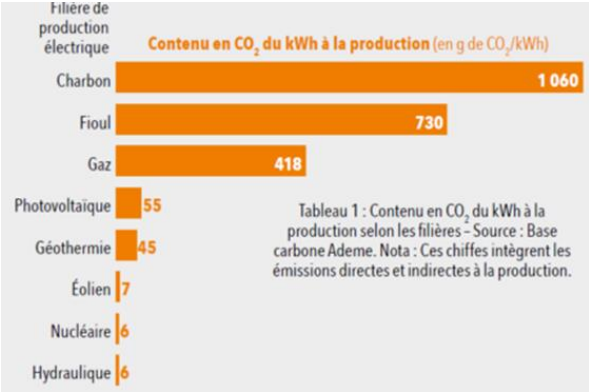 Filière de
production
électrique
Contenu en CO₂ du kWh à la production (en g de CO₂/kWh)
Charbon 1 060
Fioul 730
Gaz 418
Photovoltaïque 55
Géothermie 45
Éolien 7
Nucléaire 6
Hydraulique 6
Tableau 1 : Contenu en CO₂ du kWh à la
production selon les filières – Source : Base
carbone Ademe. Nota : Ces chiffes intègrent les
émissions directes et indirectes à la production.